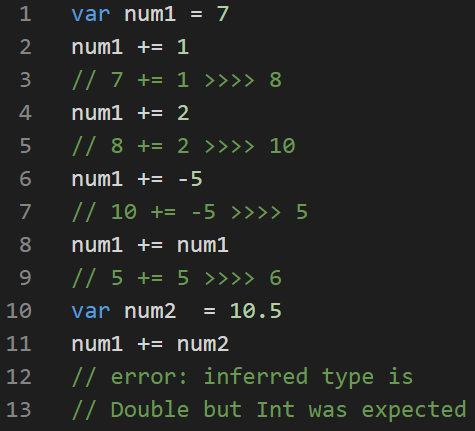 1 var num1 = 7
2 num1 += 1
3 // 7 += 1 >>>> 8
4 num1 += 2
5 // 8 += 2 >>>> 10
6 num1 += -5
7 // 10 += -5 >>>> 5
8 num1 += num1
9 // 5 += 5 >>>> 6
10 var num2  = 10.5
11 num1 += num2
12 // error: inferred type is
13 // Double but Int was expected